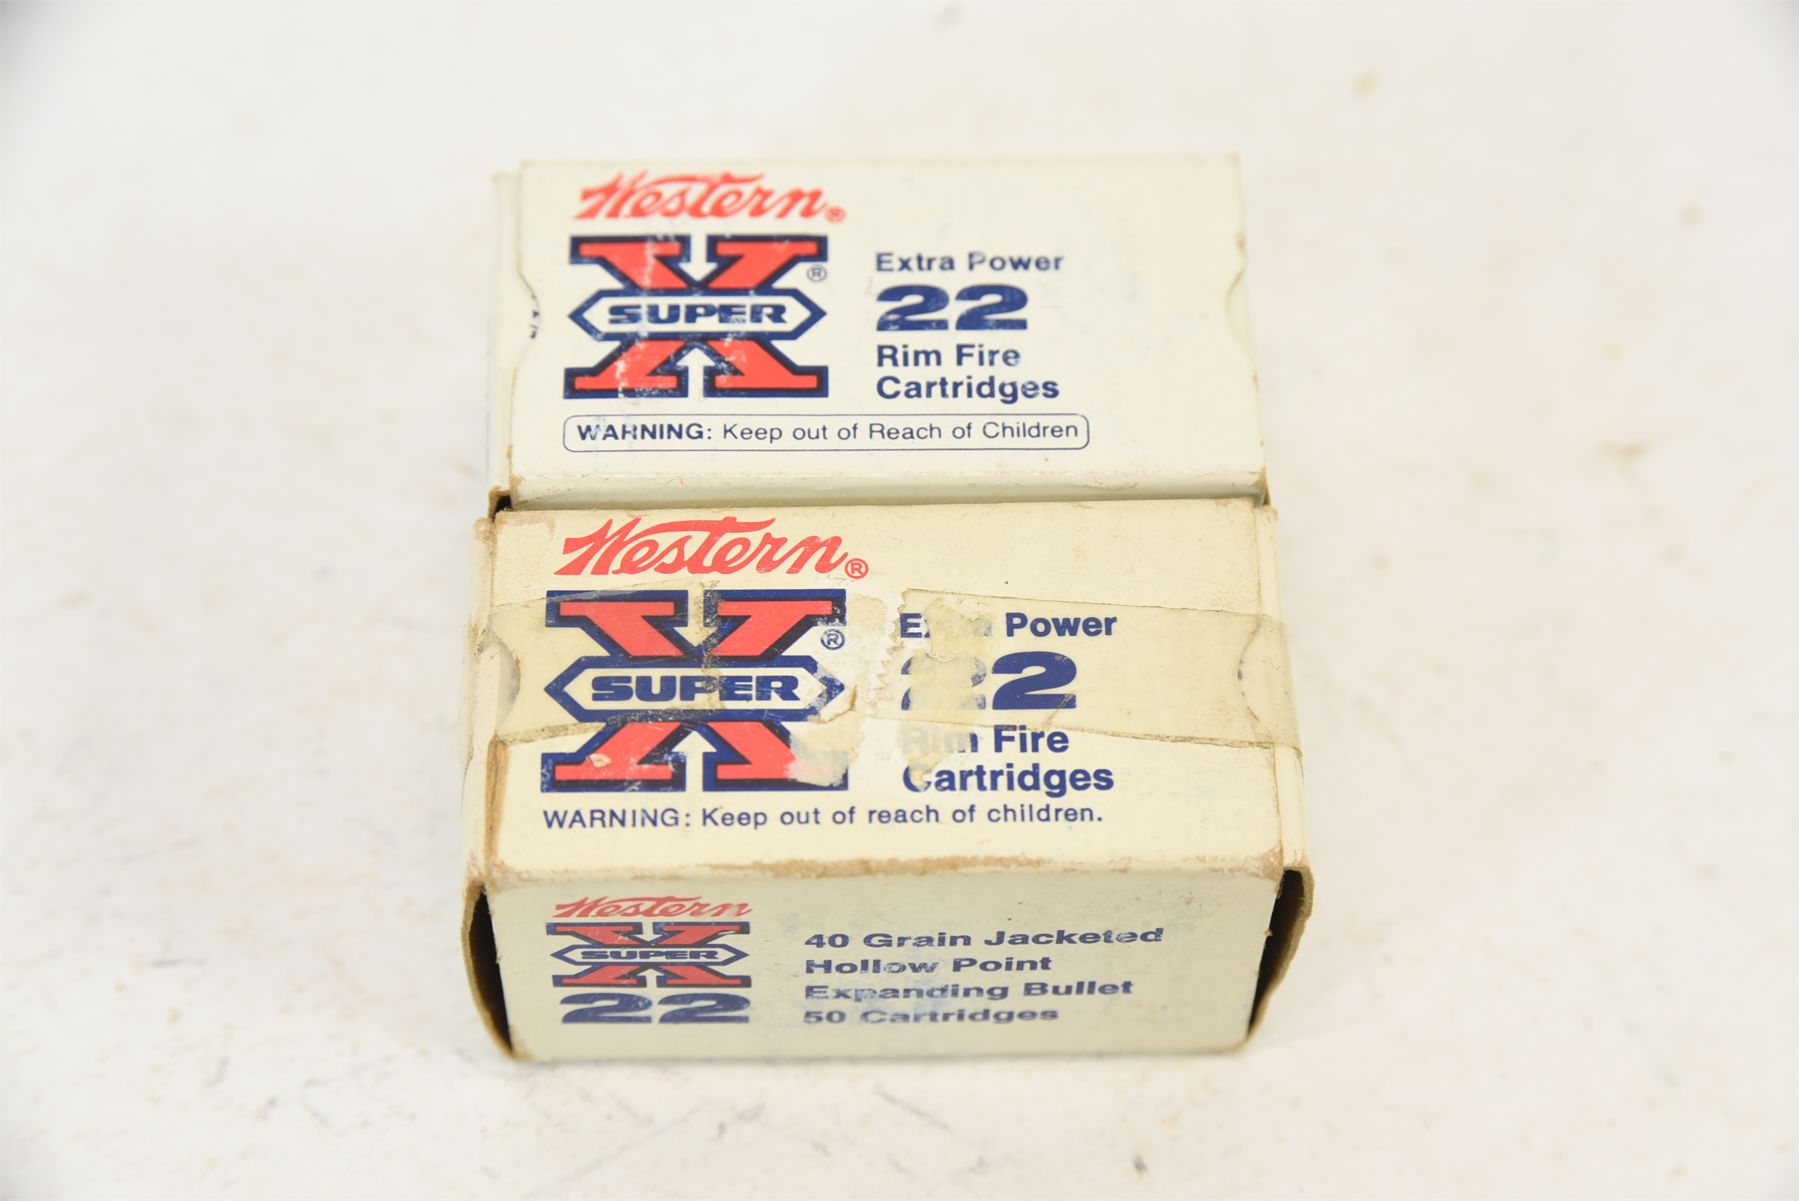 Western®
SUPER X®
Extra Power
22
Rim Fire
Cartridges
WARNING: Keep out of Reach of Children
Western®
SUPER X®
Extra Power
22
Rim Fire
Cartridges
WARNING: Keep out of reach of children.
Western
SUPER X
22
40 Grain Jacketed
Hollow Point
Expanding Bullet
50 Cartridges